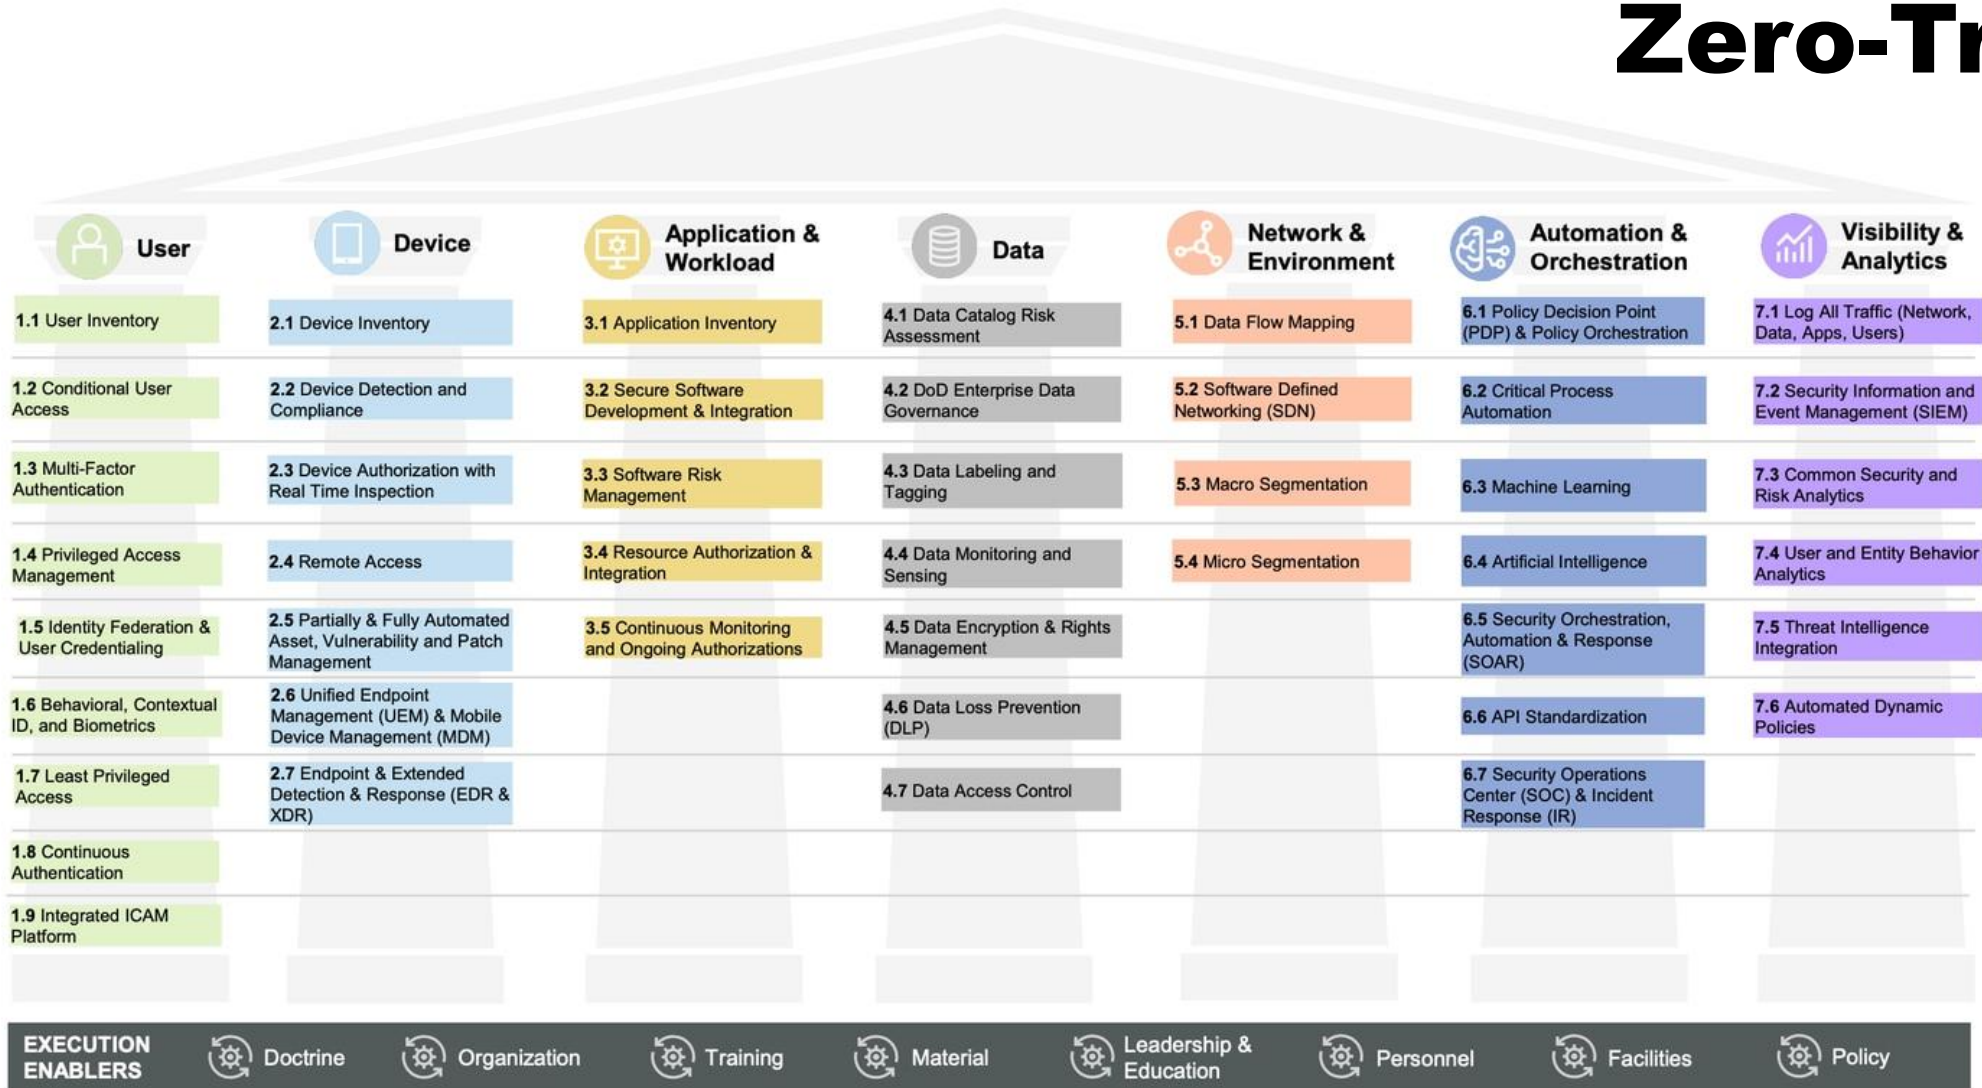 Zero-Tr
User
Device
Application &
Workload
Data
Network &
Environment
Automation &
Orchestration
Visibility &
Analytics
1.1 User Inventory
1.2 Conditional User
Access
1.3 Multi-Factor
Authentication
1.4 Privileged Access
Management
1.5 Identity Federation &
User Credentialing
1.6 Behavioral, Contextual
ID, and Biometrics
1.7 Least Privileged
Access
1.8 Continuous
Authentication
1.9 Integrated ICAM
Platform
2.1 Device Inventory
2.2 Device Detection and
Compliance
2.3 Device Authorization with
Real Time Inspection
2.4 Remote Access
2.5 Partially & Fully Automated
Asset, Vulnerability and Patch
Management
2.6 Unified Endpoint
Management (UEM) & Mobile
Device Management (MDM)
2.7 Endpoint & Extended
Detection & Response (EDR &
XDR)
3.1 Application Inventory
3.2 Secure Software
Development & Integration
3.3 Software Risk
Management
3.4 Resource Authorization &
Integration
3.5 Continuous Monitoring
and Ongoing Authorizations
4.1 Data Catalog Risk
Assessment
4.2 DoD Enterprise Data
Governance
4.3 Data Labeling and
Tagging
4.4 Data Monitoring and
Sensing
4.5 Data Encryption & Rights
Management
4.6 Data Loss Prevention
(DLP)
4.7 Data Access Control
5.1 Data Flow Mapping
5.2 Software Defined
Networking (SDN)
5.3 Macro Segmentation
5.4 Micro Segmentation
6.1 Policy Decision Point
(PDP) & Policy Orchestration
6.2 Critical Process
Automation
6.3 Machine Learning
6.4 Artificial Intelligence
6.5 Security Orchestration,
Automation & Response
(SOAR)
6.6 API Standardization
6.7 Security Operations
Center (SOC) & Incident
Response (IR)
7.1 Log All Traffic (Network,
Data, Apps, Users)
7.2 Security Information and
Event Management (SIEM)
7.3 Common Security and
Risk Analytics
7.4 User and Entity Behavior
Analytics
7.5 Threat Intelligence
Integration
7.6 Automated Dynamic
Policies
EXECUTION
ENABLERS
Doctrine
Organization
Training
Material
Leadership &
Education
Personnel
Facilities
Policy